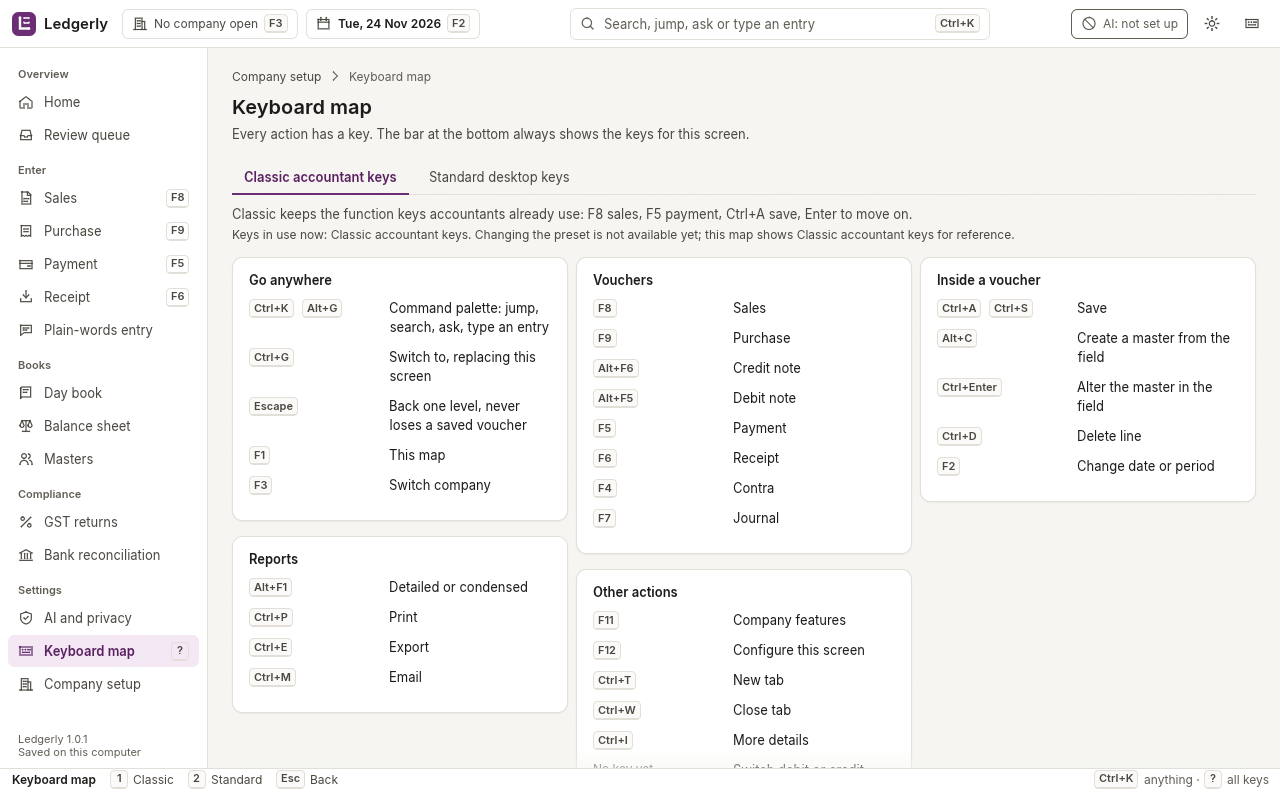 Ledgerly
No company open F3
Tue, 24 Nov 2026 F2
Search, jump, ask or type an entry Ctrl+K
AI: not set up
Overview
Home
Review queue
Enter
Sales F8
Purchase F9
Payment F5
Receipt F6
Plain-words entry
Books
Day book
Balance sheet
Masters
Compliance
GST returns
Bank reconciliation
Settings
AI and privacy
Keyboard map ?
Company setup
Ledgerly 1.0.1
Saved on this computer
Company setup Keyboard map
Keyboard map
Every action has a key. The bar at the bottom always shows the keys for this screen.
Classic accountant keys Standard desktop keys
Classic keeps the function keys accountants already use: F8 sales, F5 payment, Ctrl+A save, Enter to move on.
Keys in use now: Classic accountant keys. Changing the preset is not available yet; this map shows Classic accountant keys for reference.
Go anywhere
Ctrl+K Alt+G Command palette: jump,
search, ask, type an entry
Ctrl+G Switch to, replacing this
screen
Escape Back one level, never
loses a saved voucher
F1 This map
F3 Switch company
Reports
Alt+F1 Detailed or condensed
Ctrl+P Print
Ctrl+E Export
Ctrl+M Email
Vouchers
F8 Sales
F9 Purchase
Alt+F6 Credit note
Alt+F5 Debit note
F5 Payment
F6 Receipt
F4 Contra
F7 Journal
Other actions
F11 Company features
F12 Configure this screen
Ctrl+T New tab
Ctrl+W Close tab
Ctrl+I More details
No key yet Switch debit or credit
Inside a voucher
Ctrl+A Ctrl+S Save
Alt+C Create a master from the
field
Ctrl+Enter Alter the master in the
field
Ctrl+D Delete line
F2 Change date or period
Keyboard map 1 Classic 2 Standard Esc Back
Ctrl+K anything · ? all keys